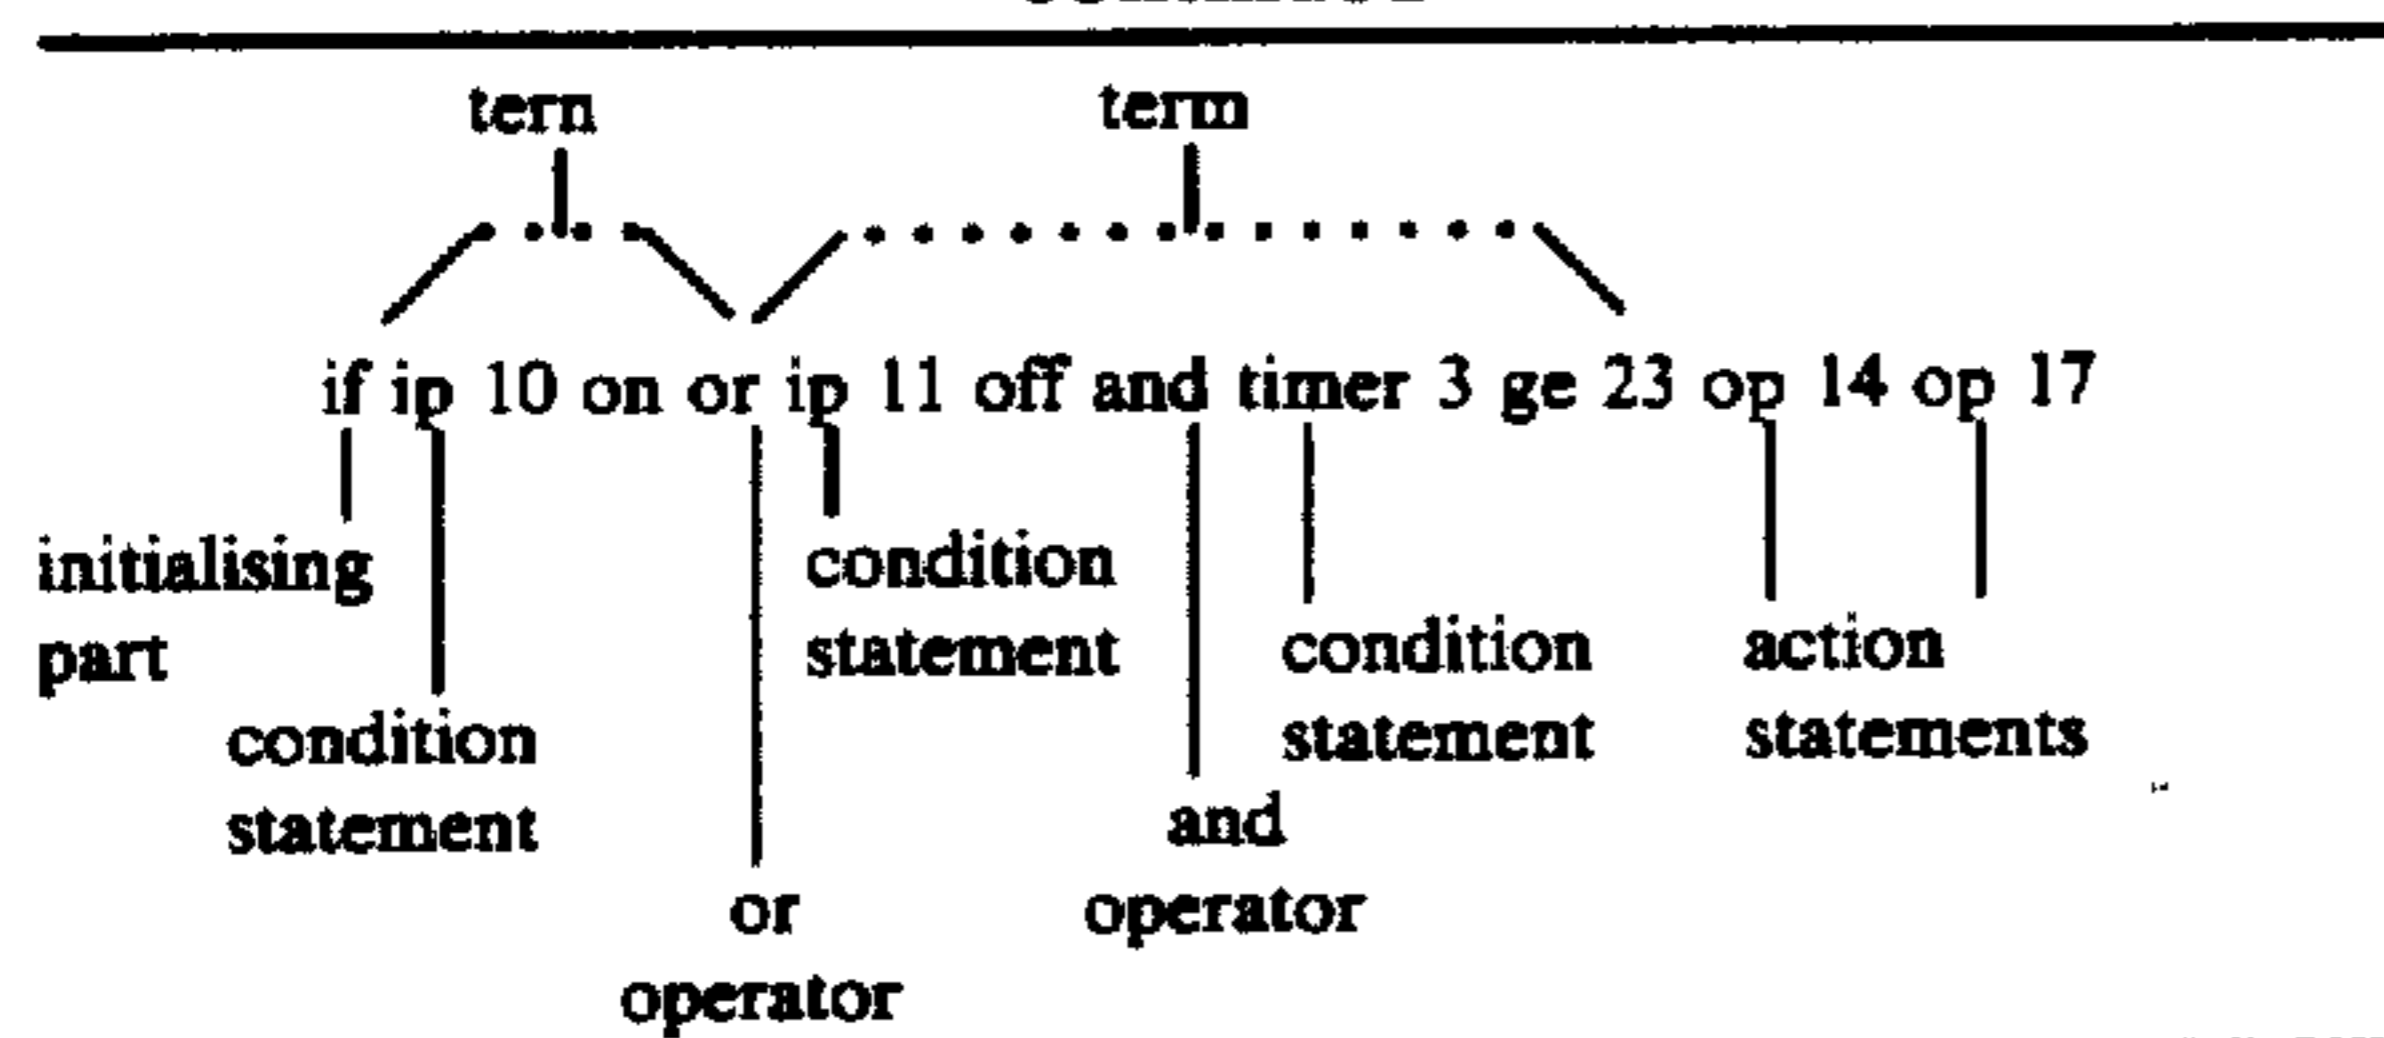 tern term
if ip 10 on or ip 11 off and timer 3 ge 23 op 14 op 17
initialising
part
condition
statement
or
operator
condition
statement
and
operator
condition
statement
action
statements